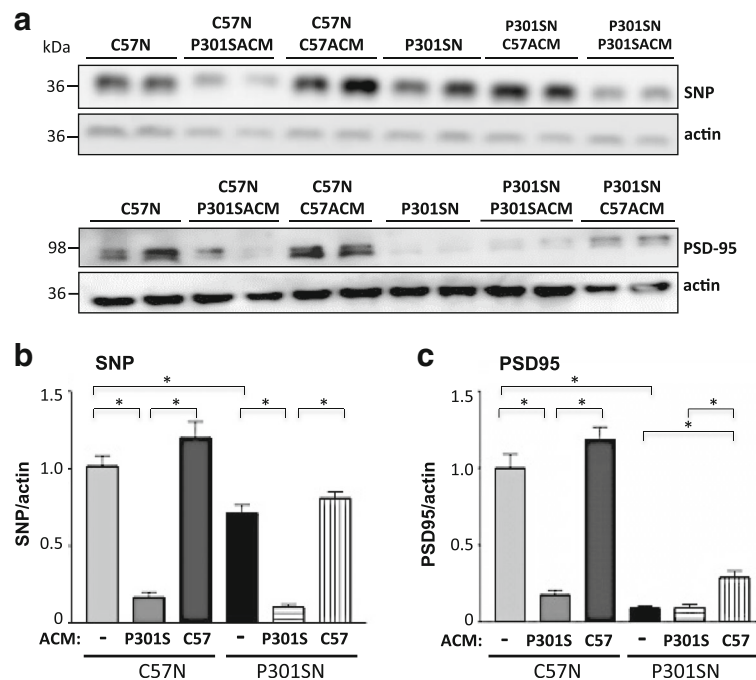 a
C57N C57N P301SN P301SN
kDa C57N P301SACM C57ACM P301SN C57ACM P301SACM
36 SNP
36 actin
C57N C57N P301SN P301SN
C57N P301SACM C57ACM P301SN P301SACM C57ACM
98 PSD-95
36 actin
b SNP
1.5
1.0
0.5
0
SNP/actin
* * * * *
ACM: - P301S C57 - P301S C57
C57N P301SN
c PSD95
1.5
1.0
0.5
0
PSD95/actin
* * * * *
ACM: - P301S C57 - P301S C57
C57N P301SN